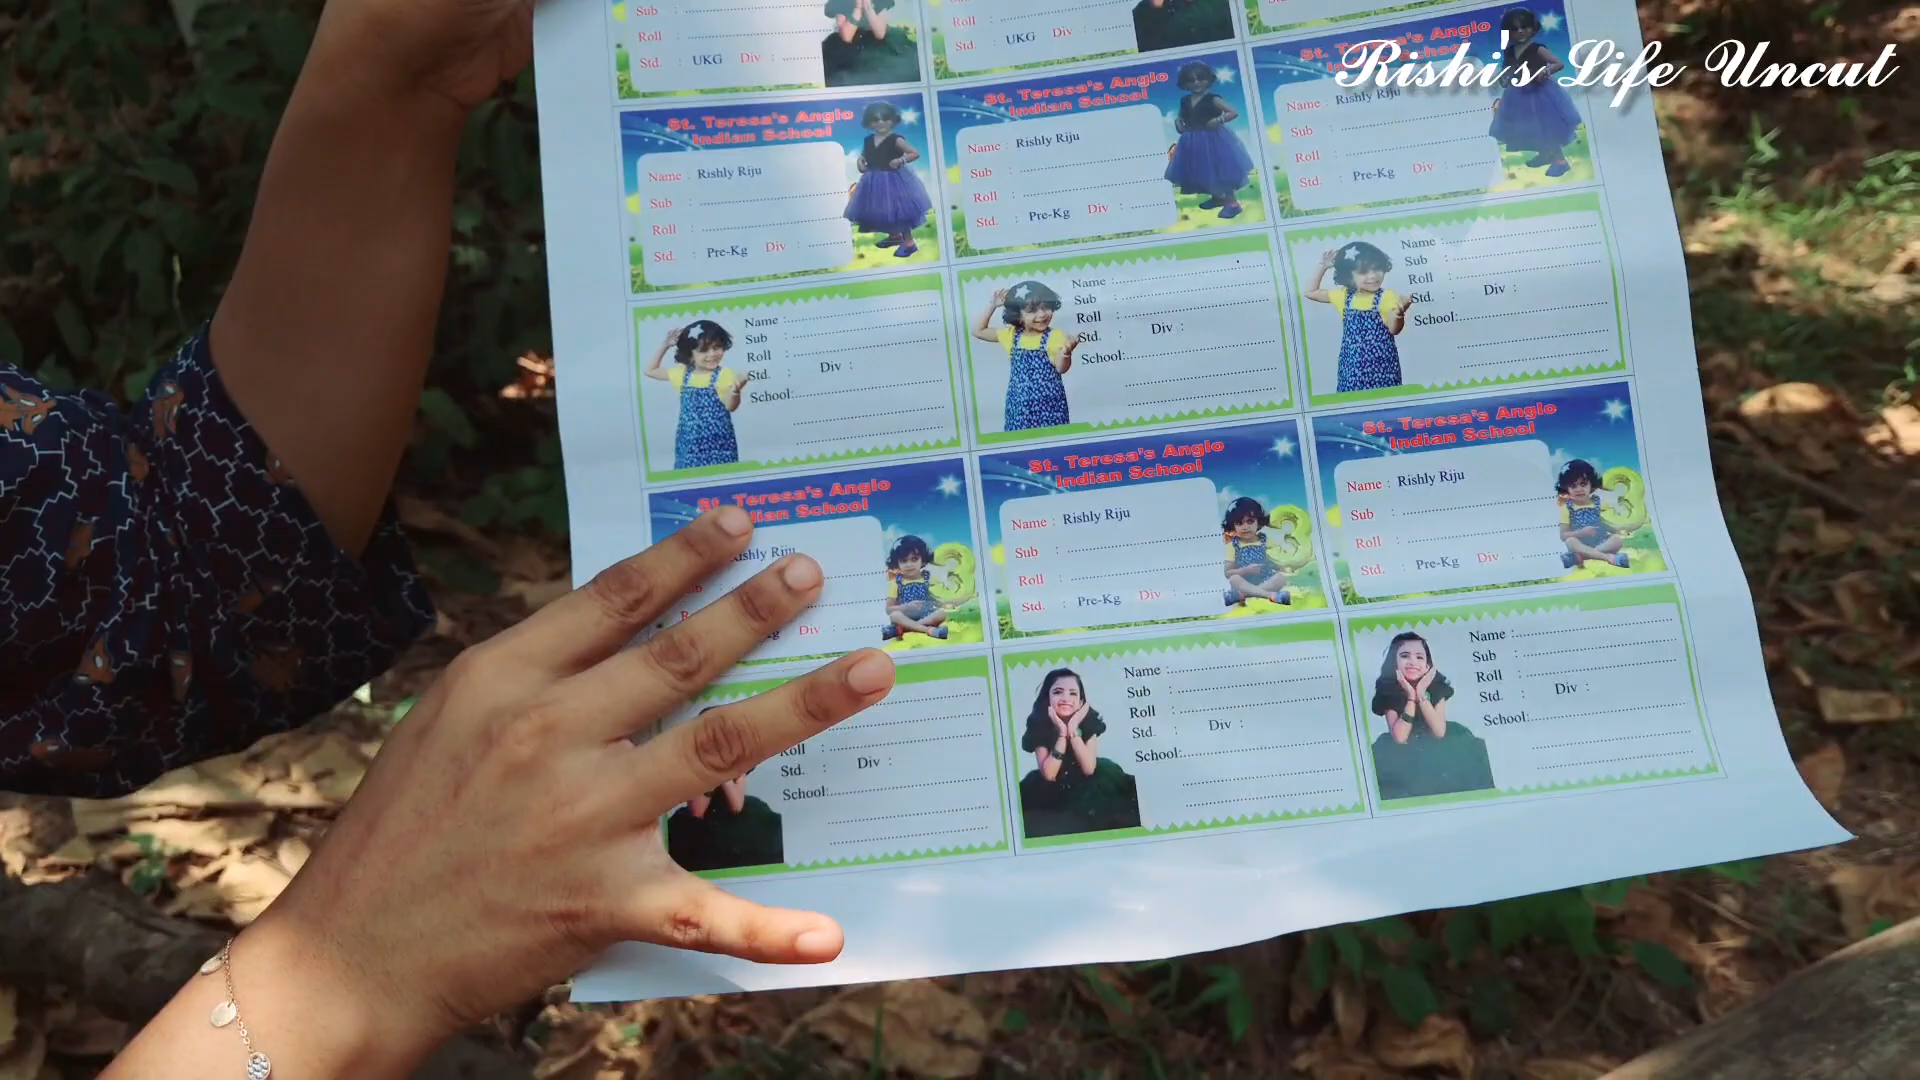 Rishi's Life Uncut
Sub : 
Roll : 
Std. : UKG Div : 
Roll : 
Std. : UKG Div : 
St. Teresa's Anglo
Indian School
Name : Rishly Riju
Sub : 
Roll : 
Std. : Pre-Kg Div : 
St. Teresa's Anglo
Indian School
Name : Rishly Riju
Sub : 
Roll : 
Std. : Pre-Kg Div : 
St. Teresa's Anglo
Name : Rishly Riju
Sub : 
Roll : 
Std. : Pre-Kg Div : 
Name :
Sub :
Roll :
Std. : Div :
School:
Name :
Sub :
Roll :
Std. : Div :
School:
Name :
Sub :
Roll :
Std. : Div :
School:
St. Teresa's Anglo
Indian School
Rishly Riju
Div :
St. Teresa's Anglo
Indian School
Name : Rishly Riju
Sub :
Roll :
Std. : Pre-Kg Div :
St. Teresa's Anglo
Indian School
Name : Rishly Riju
Sub :
Roll :
Std. : Pre-Kg Div :
Roll :
Std. : Div :
School:
Name :
Sub :
Roll :
Std. : Div :
School:
Name :
Sub :
Roll :
Std. : Div :
School: